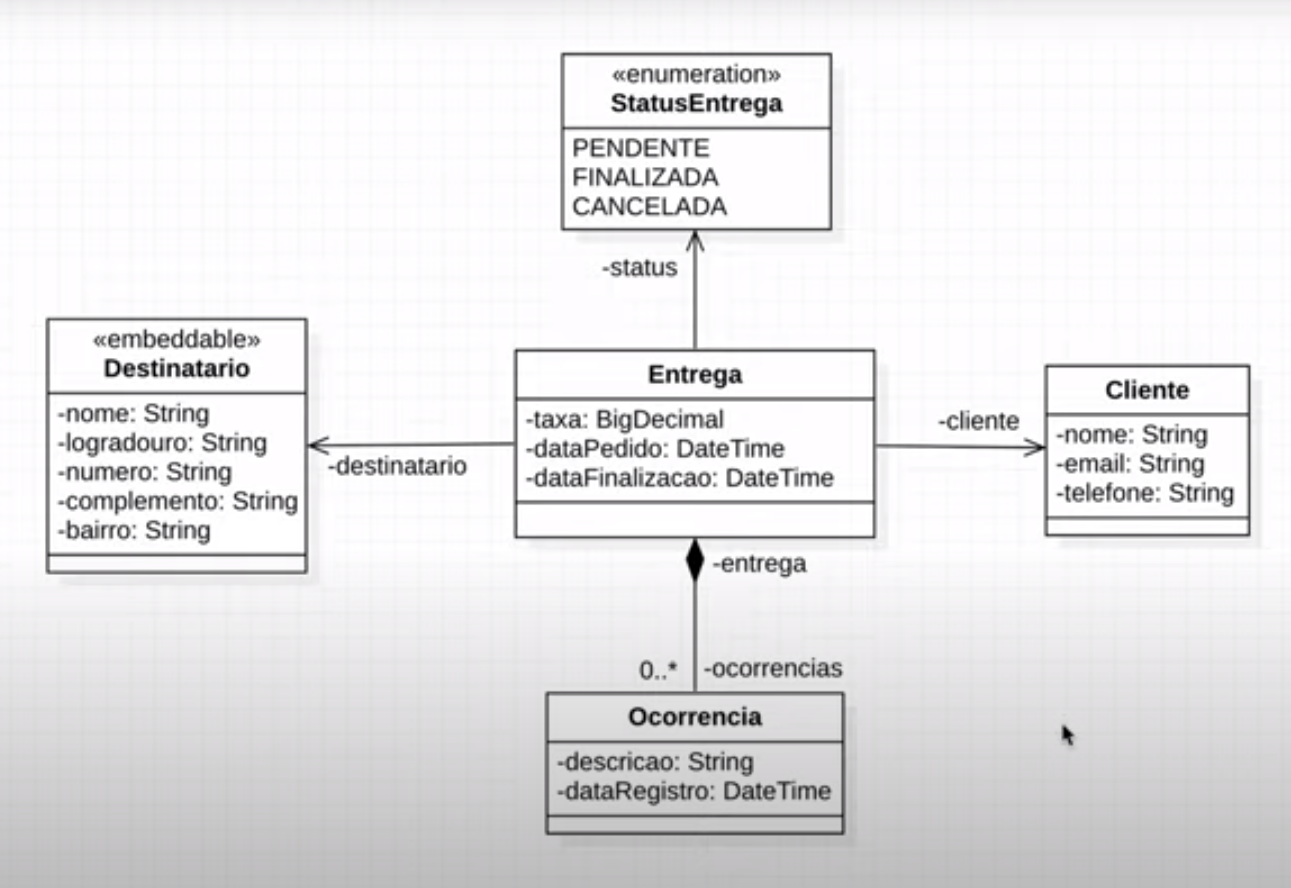 «enumeration»
StatusEntrega
PENDENTE
FINALIZADA
CANCELADA
-status
«embeddable»
Destinatario
-nome: String
-logradouro: String
-numero: String
-complemento: String
-bairro: String
-destinatario
Entrega
-taxa: BigDecimal
-dataPedido: DateTime
-dataFinalizacao: DateTime
-cliente
Cliente
-nome: String
-email: String
-telefone: String
-entrega
0..*
-ocorrencias
Ocorrencia
-descricao: String
-dataRegistro: DateTime